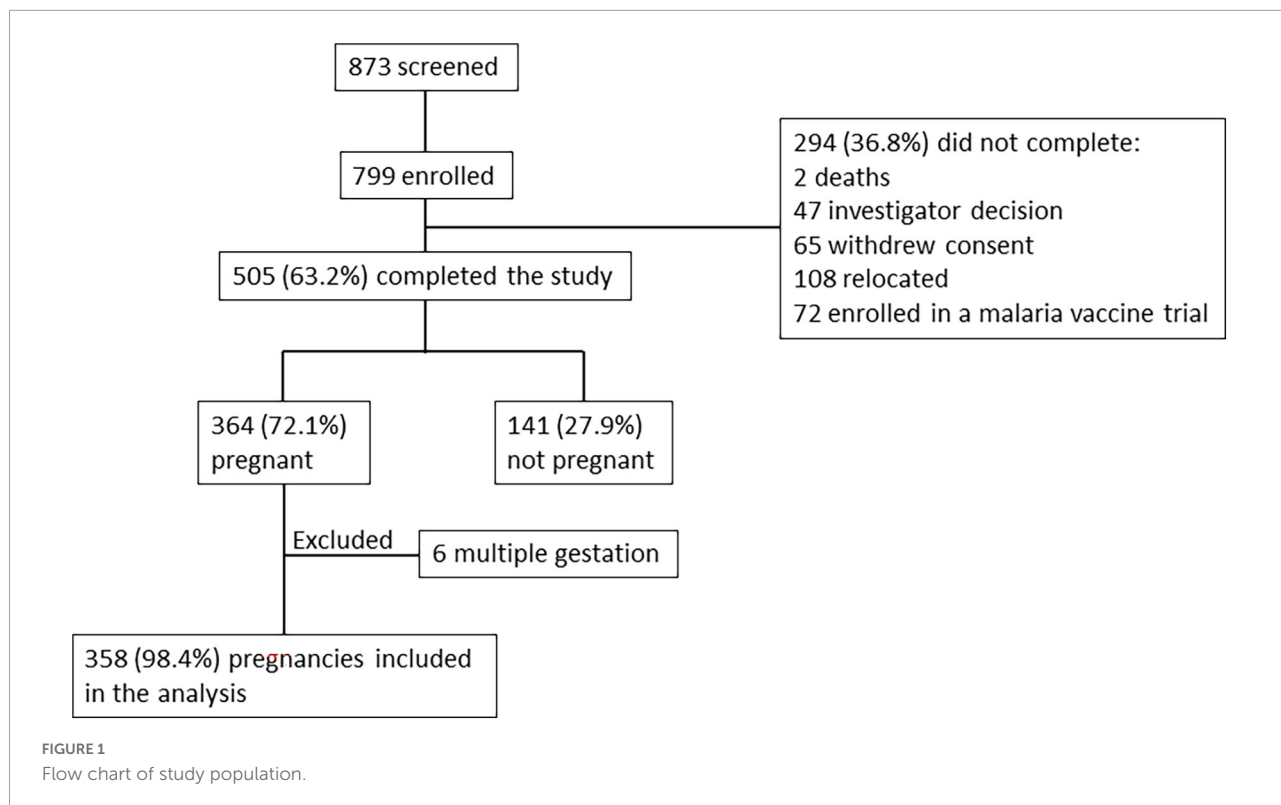 873 screened
799 enrolled
294 (36.8%) did not complete:
2 deaths
47 investigator decision
65 withdrew consent
108 relocated
72 enrolled in a malaria vaccine trial
505 (63.2%) completed the study
364 (72.1%)
pregnant
141 (27.9%)
not pregnant
Excluded
6 multiple gestation
358 (98.4%) pregnancies included
in the analysis
FIGURE 1
Flow chart of study population.